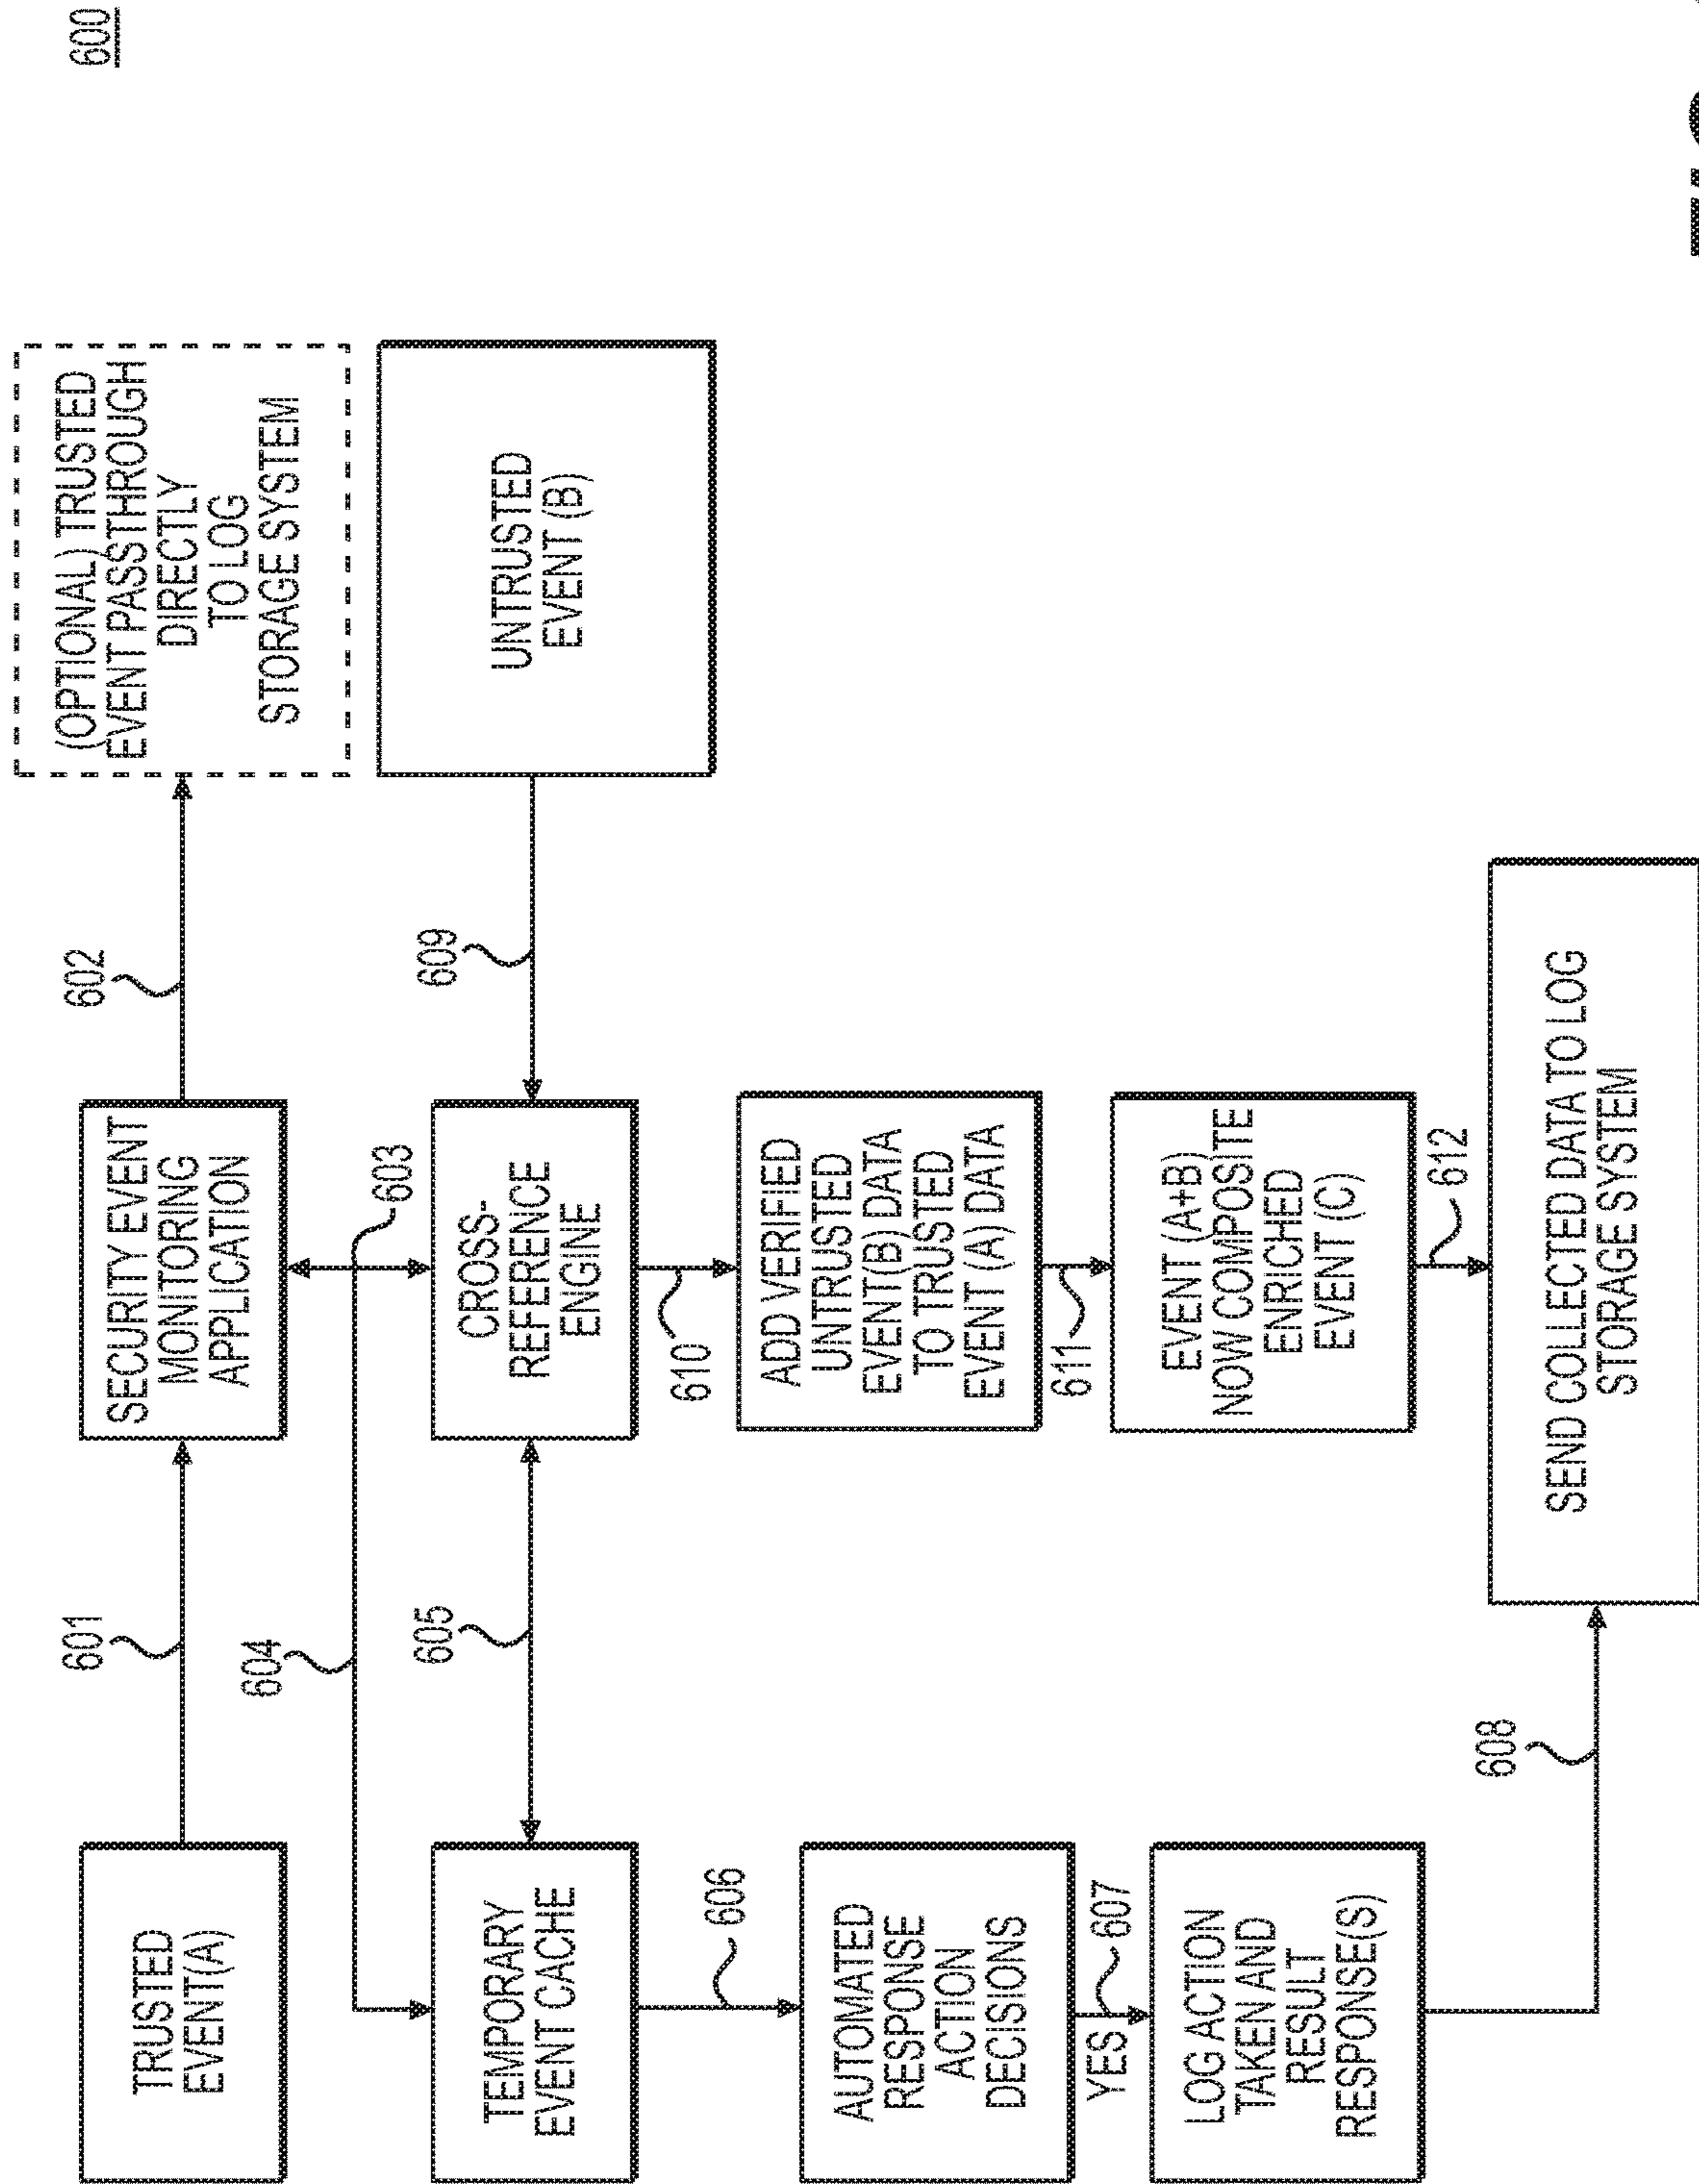 600
TRUSTED
EVENT(A)
601
SECURITY EVENT
MONITORING
APPLICATION
602
(OPTIONAL) TRUSTED
EVENT PASSTHROUGH
DIRECTLY
TO LOG
STORAGE SYSTEM
604
603
TEMPORARY
EVENT CACHE
605
CROSS-
REFERENCE
ENGINE
609
UNTRUSTED
EVENT (B)
606
610
AUTOMATED
RESPONSE
ACTION
DECISIONS
ADD VERIFIED
UNTRUSTED
EVENT(B) DATA
TO TRUSTED
EVENT (A) DATA
YES
607
611
LOG ACTION
TAKEN AND
RESULT
RESPONSE(S)
EVENT (A+B)
NOW COMPOSITE
ENRICHED
EVENT (C)
608
612
SEND COLLECTED DATA TO LOG
STORAGE SYSTEM